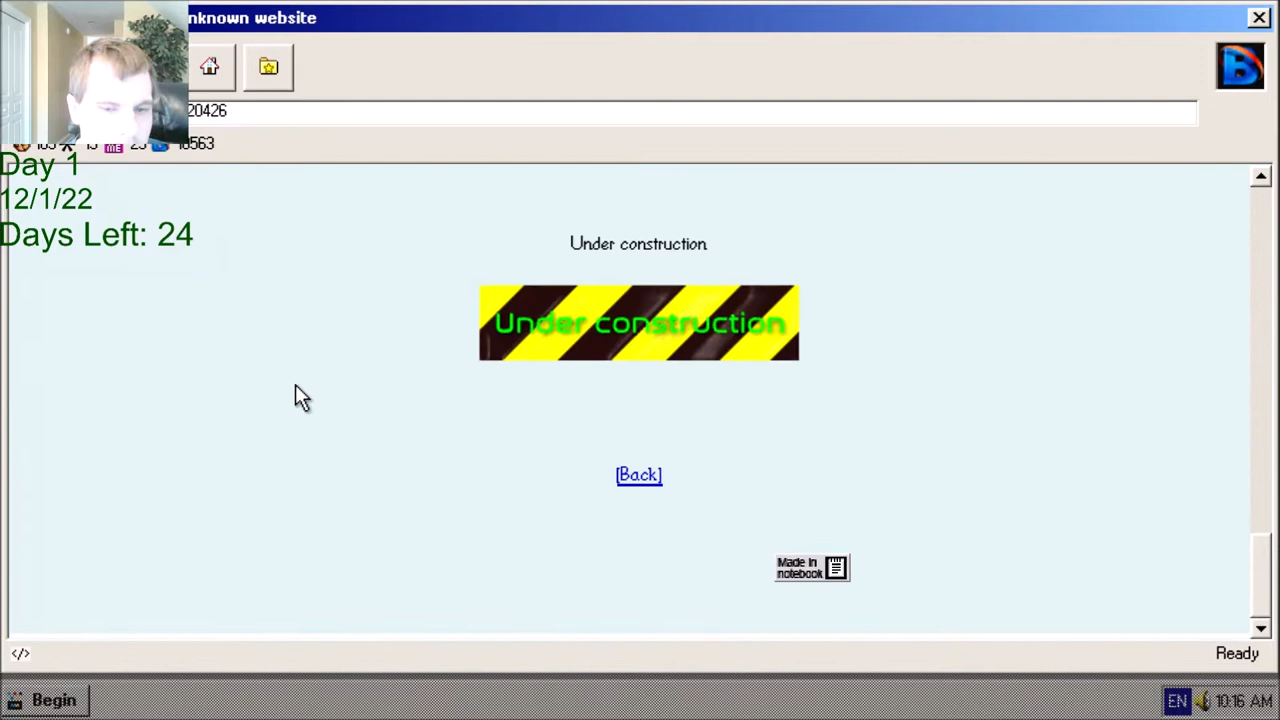 nknown website
20426
10563
Day 1
12/1/22
Days Left: 24
Under construction
Under construction
[Back]
Made in
notebook
</>
Ready
Begin
EN
10:16 AM